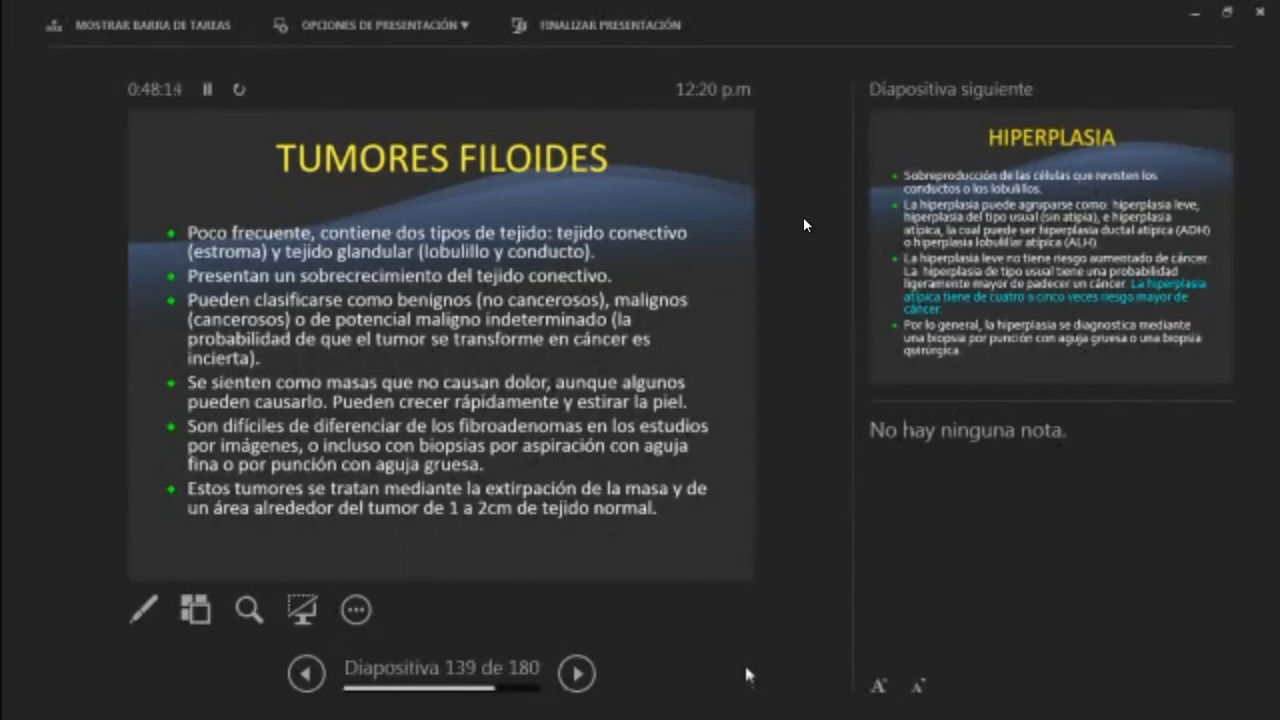 MOSTRAR BARRA DE TAREAS
OPCIONES DE PRESENTACIÓN ▼
FINALIZAR PRESENTACIÓN
0:48:14
12:20 p.m
TUMORES FILOIDES
Poco frecuente, contiene dos tipos de tejido: tejido conectivo
(estroma) y tejido glandular (lobulillo y conducto).
Presentan un sobrecrecimiento del tejido conectivo.
Pueden clasificarse como benignos (no cancerosos), malignos
(cancerosos) o de potencial maligno indeterminado (la
probabilidad de que el tumor se transforme en cáncer es
incierta).
Se sienten como masas que no causan dolor, aunque algunos
pueden causarlo. Pueden crecer rápidamente y estirar la piel.
Son difíciles de diferenciar de los fibroadenomas en los estudios
por imágenes, o incluso con biopsias por aspiración con aguja
fina o por punción con aguja gruesa.
Estos tumores se tratan mediante la extirpación de la masa y de
un área alrededor del tumor de 1 a 2cm de tejido normal.
Diapositiva 139 de 180
Diapositiva siguiente
HIPERPLASIA
Sobreproducción de las células que revisten los
conductos o los lobulillos.
La hiperplasia puede agruparse como: hiperplasia leve,
hiperplasia del tipo usual (sin atipia), e hiperplasia
atípica, la cual puede ser hiperplasia ductal atípica (ADH)
o hiperplasia lobulillar atípica (ALH).
La hiperplasia leve no tiene riesgo aumentado de cáncer.
La hiperplasia de tipo usual tiene una probabilidad
ligeramente mayor de padecer un cáncer. La hiperplasia
atípica tiene de cuatro a cinco veces riesgo mayor de
cáncer.
Por lo general, la hiperplasia se diagnostica mediante
una biopsia por punción con aguja gruesa o una biopsia
quirúrgica.
No hay ninguna nota.
A A